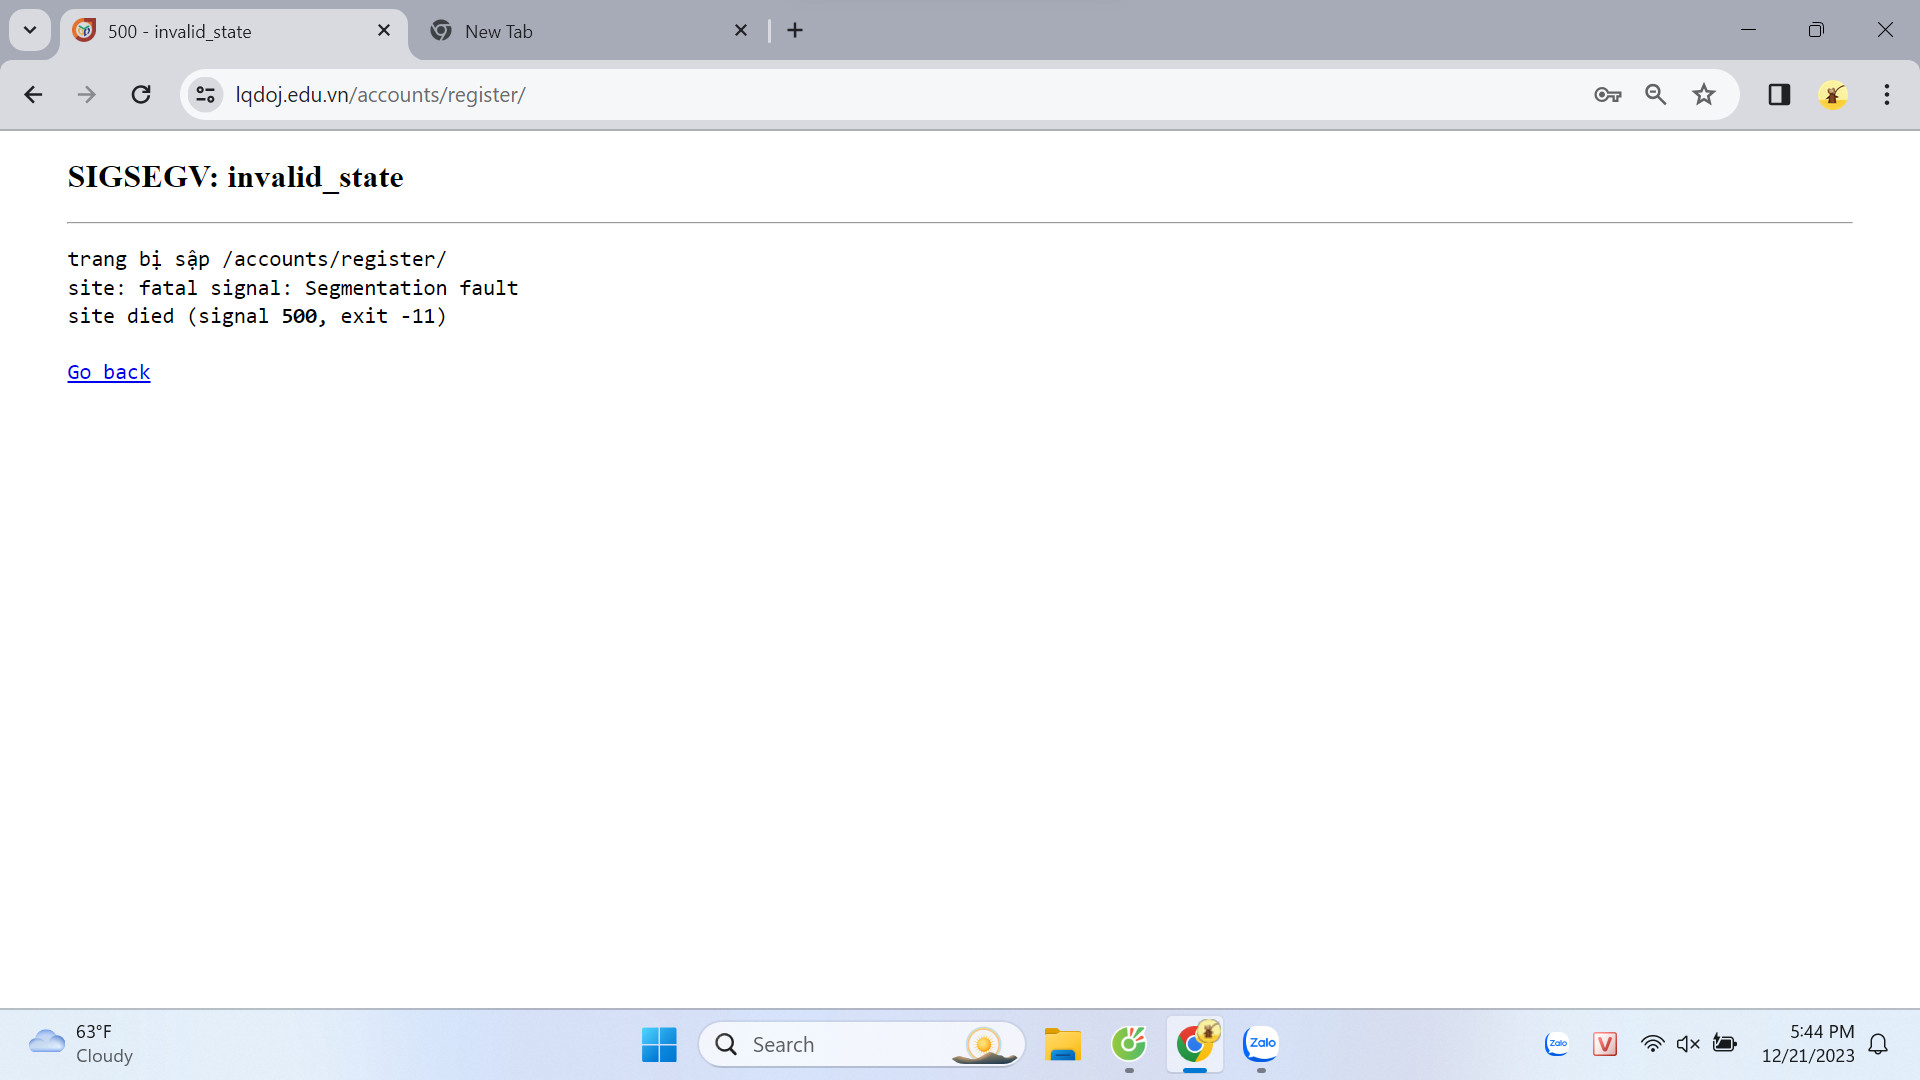 500 - invalid_state
New Tab
lqdoj.edu.vn/accounts/register/
SIGSEGV: invalid_state
trang bị sập /accounts/register/
site: fatal signal: Segmentation fault
site died (signal 500, exit -11)
Go back
63°F
Cloudy
Search
Zalo
Zalo
V
5:44 PM
12/21/2023